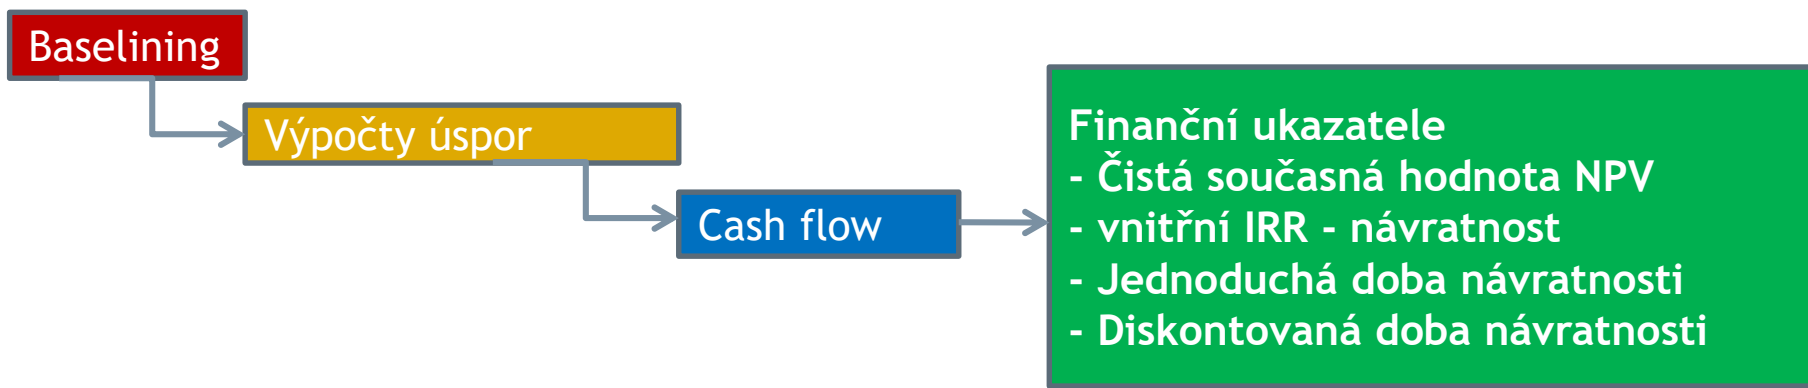 Baselining
Výpočty úspor
Cash flow
Finanční ukazatele
- Čistá současná hodnota NPV
- vnitřní IRR - návratnost
- Jednoduchá doba návratnosti
- Diskontovaná doba návratnosti